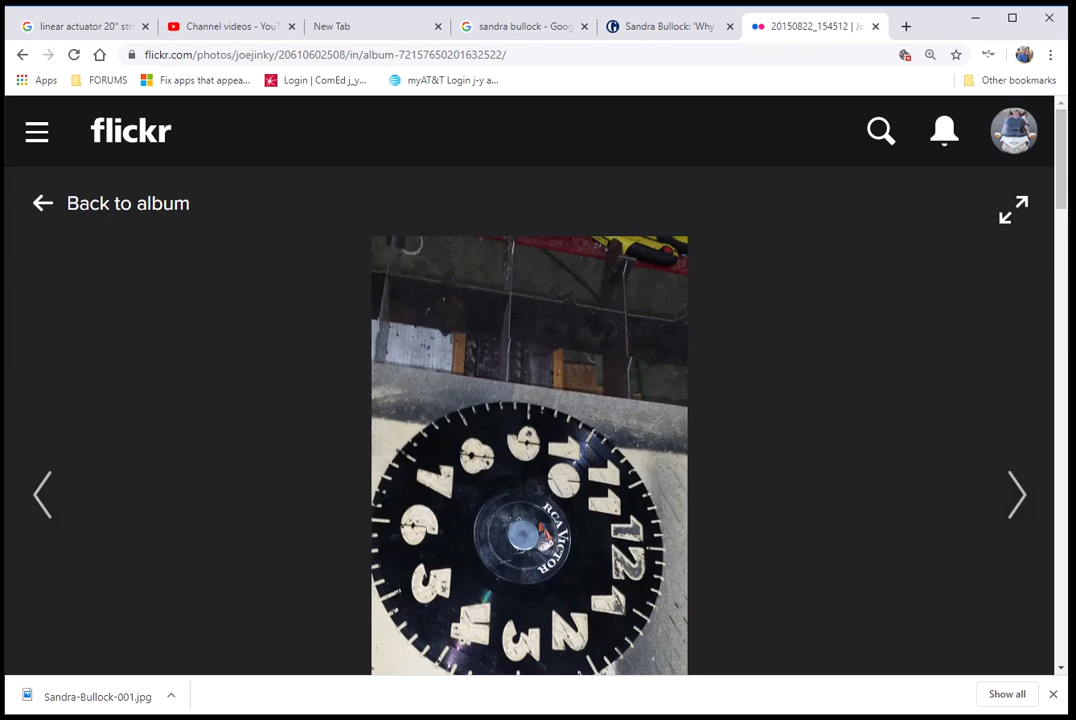 linear actuator 20" stro
Channel videos - YouT
New Tab
sandra bullock - Goog
Sandra Bullock: 'Why
20150822_154512 | Jo
flickr.com/photos/joejinky/20610602508/in/album-72157650201632522/
Apps
FORUMS
Fix apps that appea...
Login | ComEd j_y...
myAT&T Login j-y a...
Other bookmarks
flickr
Back to album
9
8
10
7
11
6
RCA VICTOR
12
5
1
4
3
2
Sandra-Bullock-001.jpg
Show all